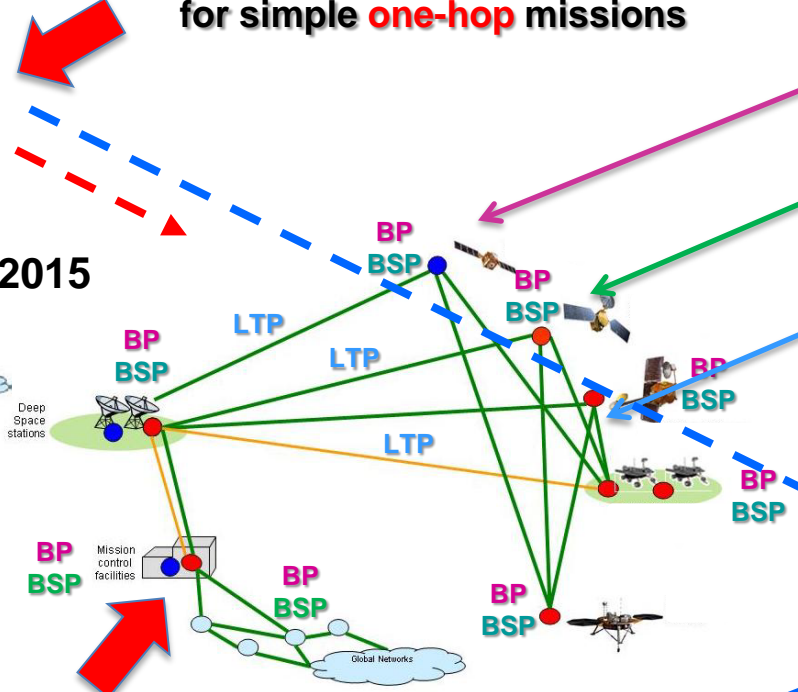 for simple one-hop missions
2015
BP
BSP
BP
BSP
LTP
BP
BSP
LTP
BP
BSP
Deep
Space
stations
LTP
BP
BSP
BP
BSP
Mission
control
facilities
BP
BSP
BP
BSP
Global Networks